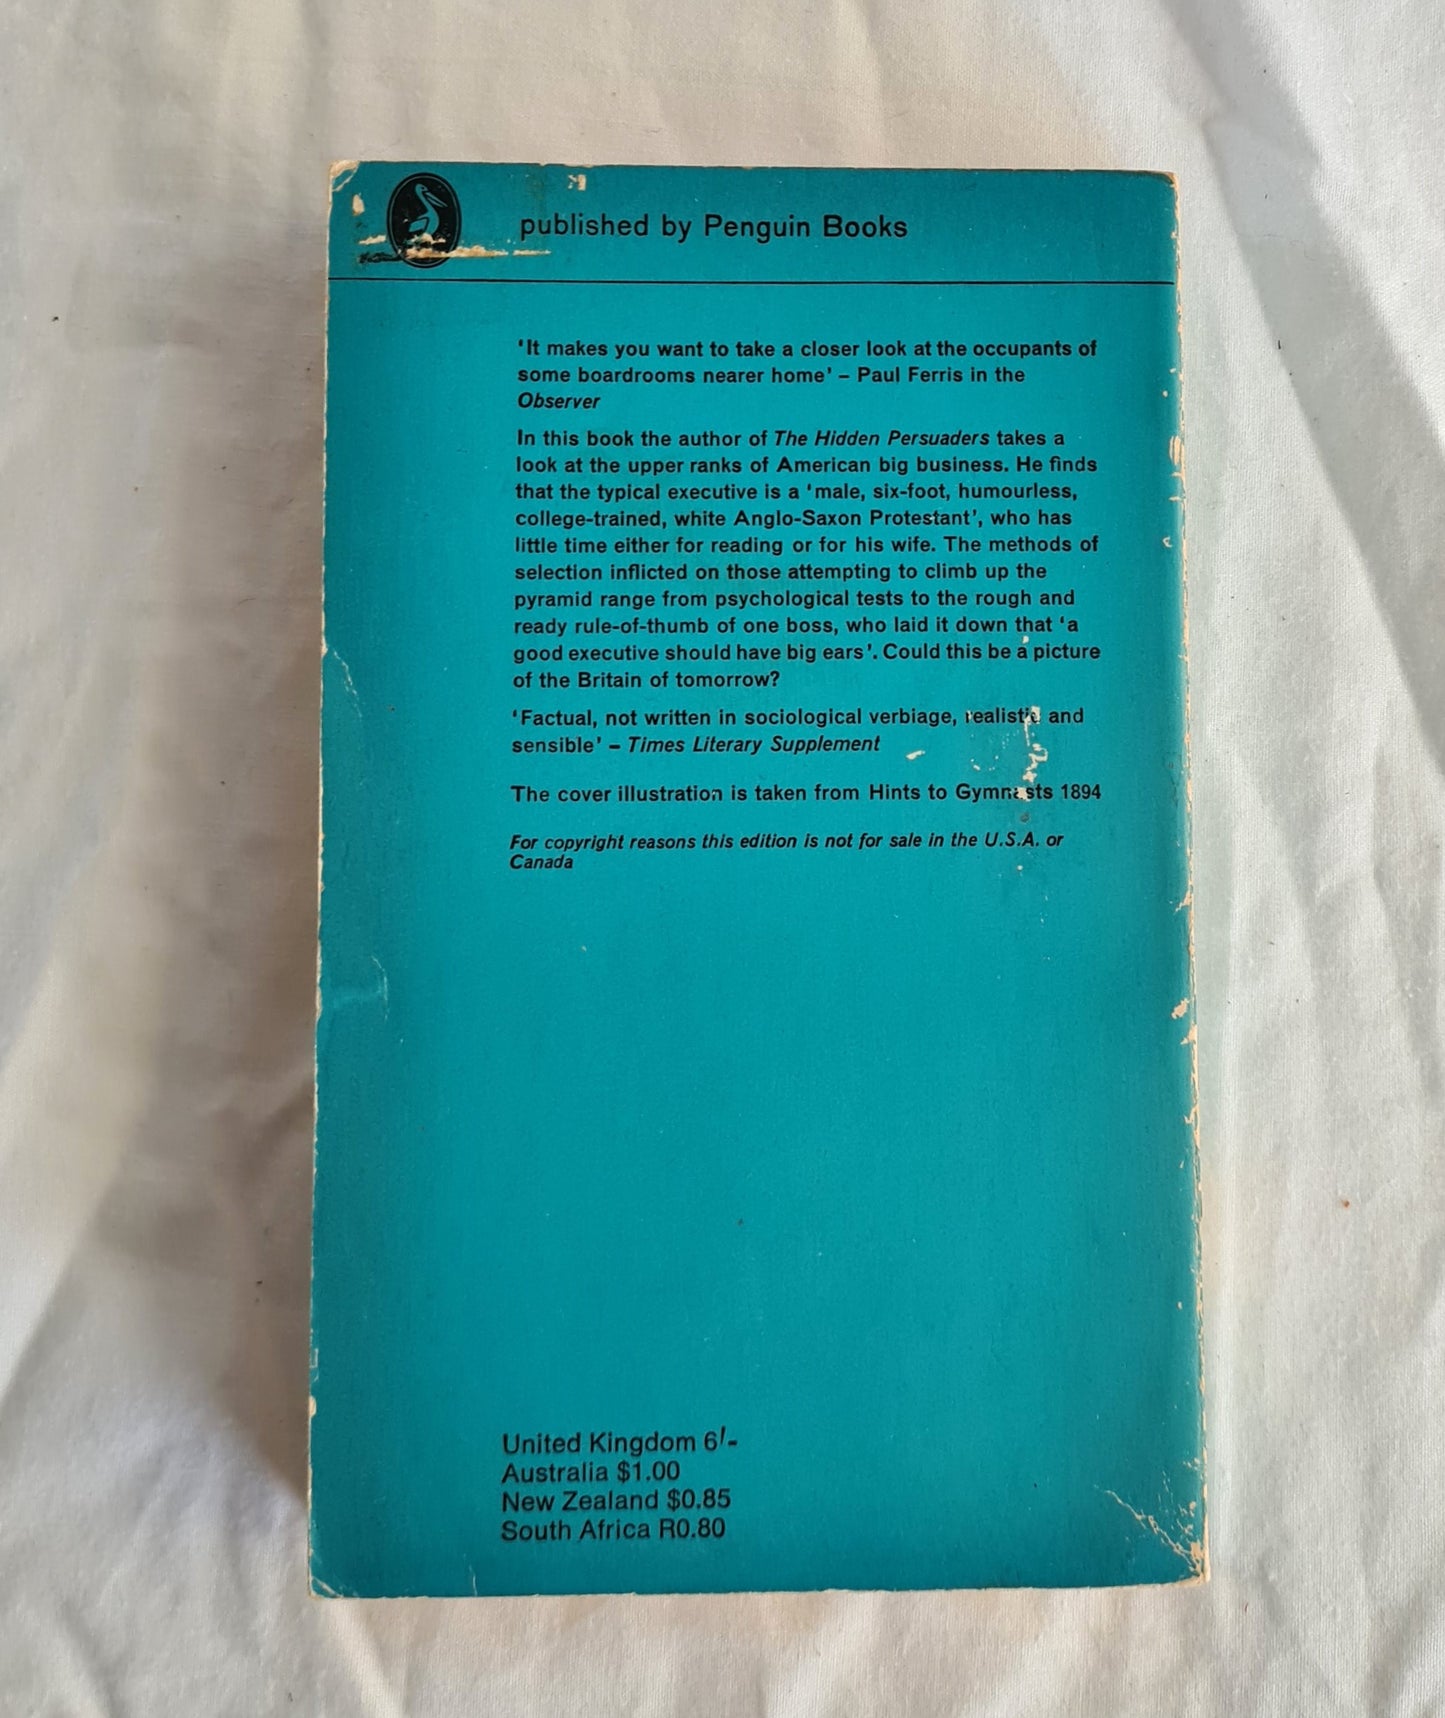 published by Penguin Books
‘It makes you want to take a closer look at the occupants of
some boardrooms nearer home’ – Paul Ferris in the
Observer
In this book the author of The Hidden Persuaders takes a
look at the upper ranks of American big business. He finds
that the typical executive is a ‘male, six-foot, humourless,
college-trained, white Anglo-Saxon Protestant’, who has
little time either for reading or for his wife. The methods of
selection inflicted on those attempting to climb up the
pyramid range from psychological tests to the rough and
ready rule-of-thumb of one boss, who laid it down that ‘a
good executive should have big ears’. Could this be a picture
of the Britain of tomorrow?
‘Factual, not written in sociological verbiage, realistic and
sensible’ – Times Literary Supplement
The cover illustration is taken from Hints to Gymnasts 1894
For copyright reasons this edition is not for sale in the U.S.A. or
Canada
United Kingdom 6/-
Australia $1.00
New Zealand $0.85
South Africa R0.80